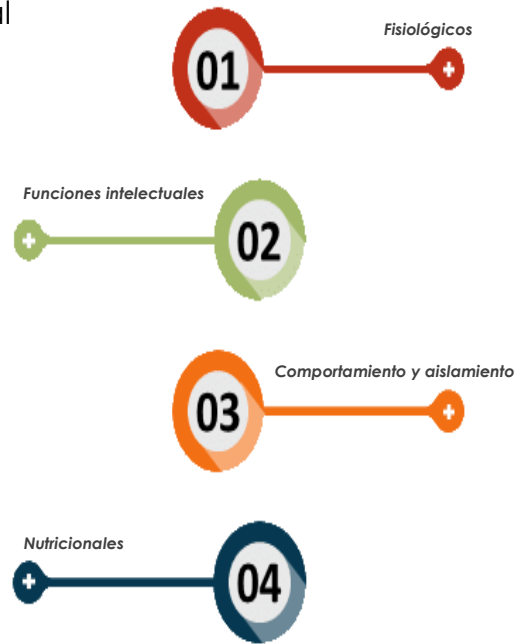 Fisiológicos
01
Funciones intelectuales
02
Comportamiento y aislamiento
03
Nutricionales
04